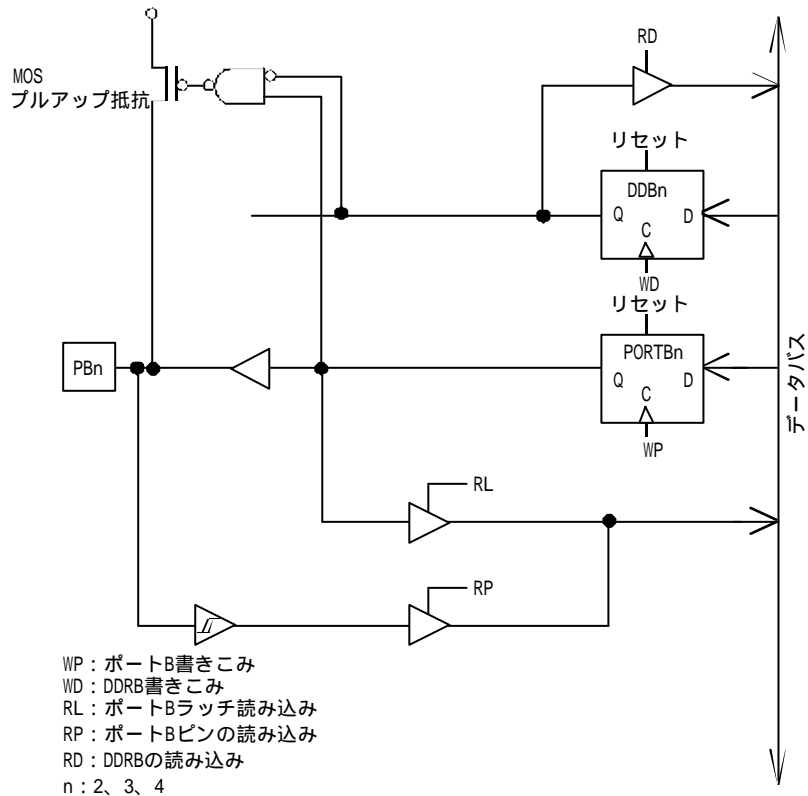 RD
MOS
プルアップ抵抗
リセット
DDBn
Q
D
C
WD
リセット
PORTBn
PBn
Q
D
C
WP
データバス
RL
RP
WP：ポートB書きこみ
WD：DDRB書きこみ
RL：ポートBラッチ読み込み
RP：ポートBピンの読み込み
RD：DDRBの読み込み
n：2、3、4